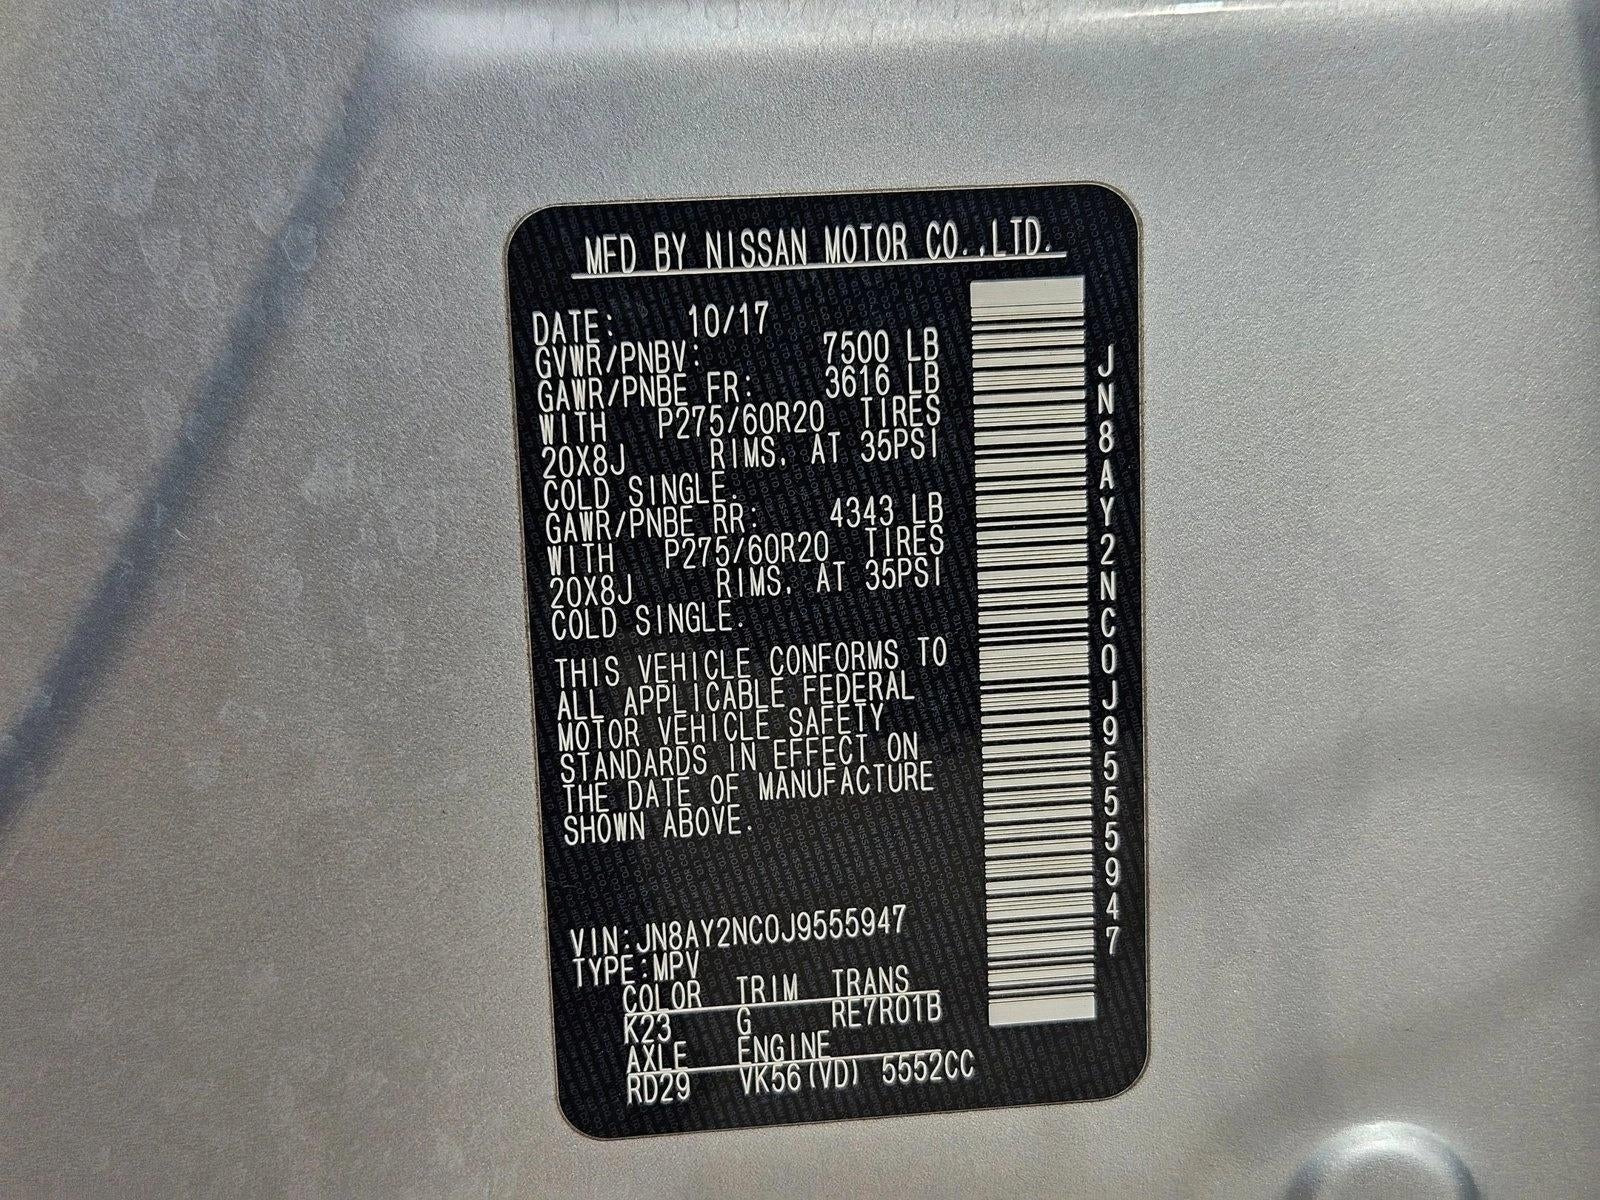 MFD BY NISSAN MOTOR CO.,LTD.
DATE: 10/17
GVWR/PNBV: 7500 LB
GAWR/PNBE FR: 3616 LB
WITH P275/60R20 TIRES
20X8J RIMS, AT 35PSI
COLD SINGLE.
GAWR/PNBE RR: 4343 LB
WITH P275/60R20 TIRES
20X8J RIMS, AT 35PSI
COLD SINGLE.
THIS VEHICLE CONFORMS TO
ALL APPLICABLE FEDERAL
MOTOR VEHICLE SAFETY
STANDARDS IN EFFECT ON
THE DATE OF MANUFACTURE
SHOWN ABOVE.
VIN:JN8AY2NC0J9555947
TYPE:MPV
COLOR TRIM TRANS
K23 G RE7R01B
AXLE ENGINE
RD29 VK56(VD) 5552CC
JN8AY2NC0J9555947